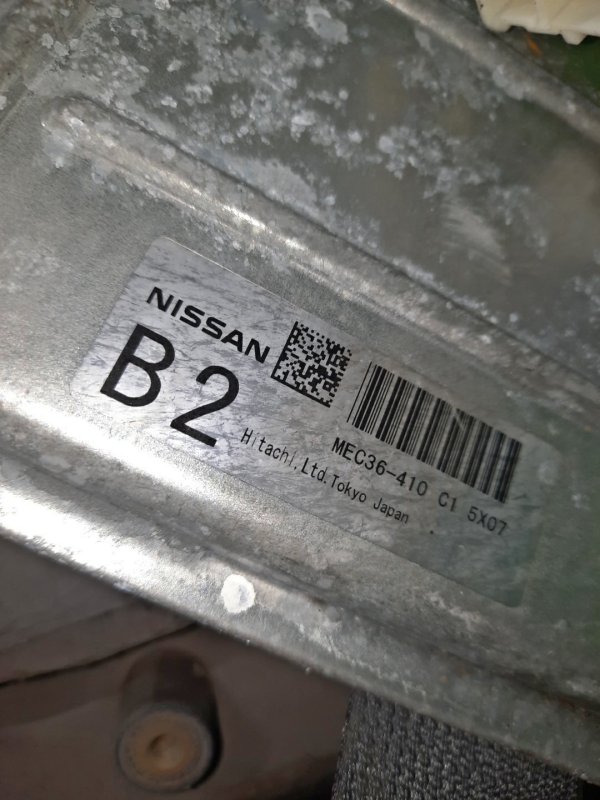 NISSAN
B2
MEC36-410 C1 5X07
Hitachi,Ltd.Tokyo Japan